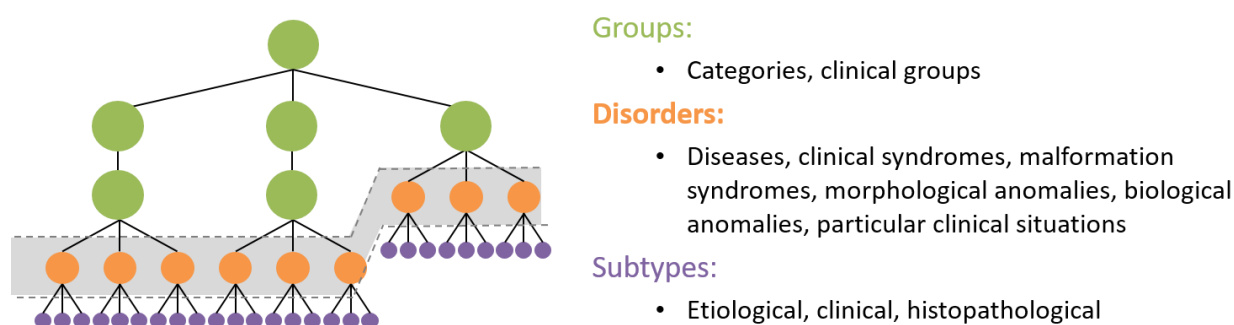 Groups:
• Categories, clinical groups
Disorders:
• Diseases, clinical syndromes, malformation
syndromes, morphological anomalies, biological
anomalies, particular clinical situations
Subtypes:
• Etiological, clinical, histopathological